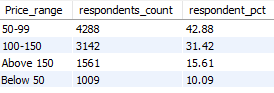 Price_range respondents_count respondents_pct
50-99 4288 42.88
100-150 3142 31.42
Above 150 1561 15.61
Below 50 1009 10.09